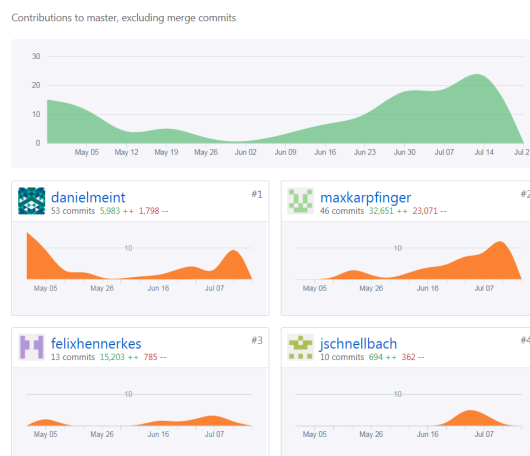 Contributions to master, excluding merge commits
30
20
10
0
May 05 May 12 May 19 May 26 Jun 02 Jun 09 Jun 16 Jun 23 Jun 30 Jul 07 Jul 14 Jul 2
danielmeint #1
53 commits 5,983 ++ 1,798 --
10
May 05 May 26 Jun 16 Jul 07
maxkarpfinger #2
46 commits 32,651 ++ 23,071 --
10
May 05 May 26 Jun 16 Jul 07
felixhennerkes #3
13 commits 15,203 ++ 785 --
10
May 05 May 26 Jun 16 Jul 07
jschnellbach #4
10 commits 694 ++ 362 --
10
May 05 May 26 Jun 16 Jul 07